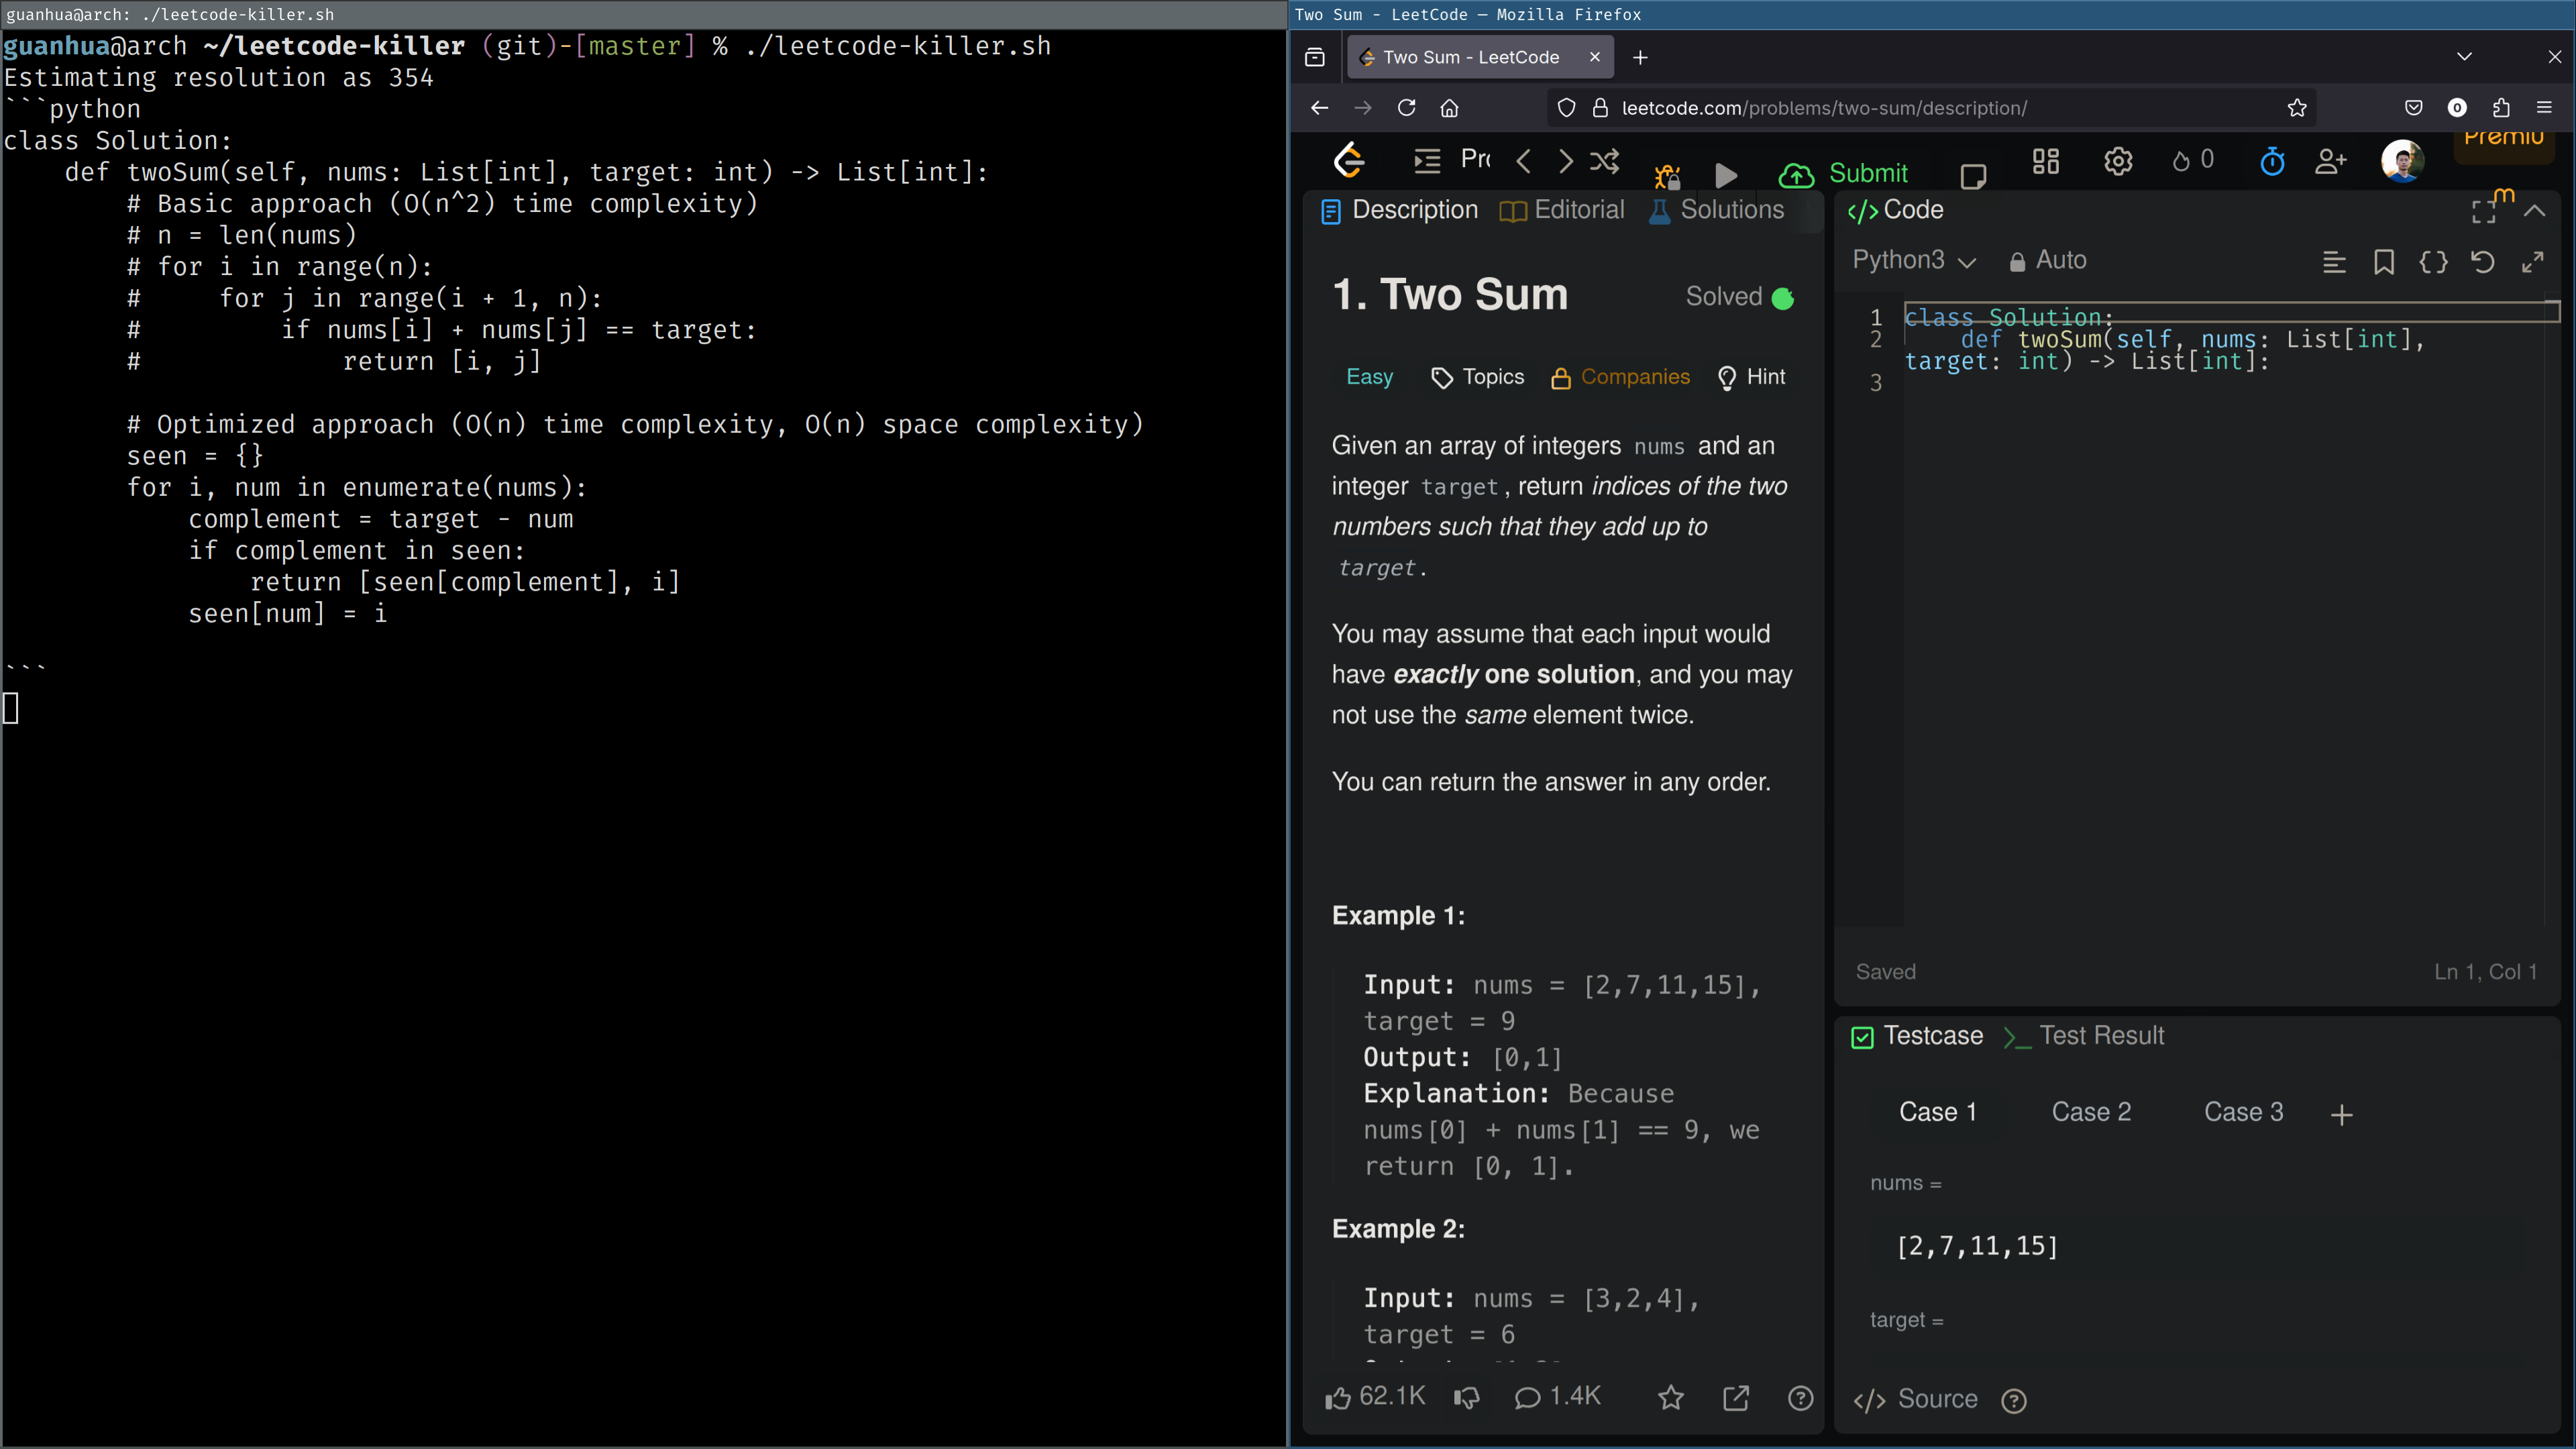 guanhua@arch: ./leetcode-killer.sh
guanhua@arch ~/leetcode-killer (git)-[master] % ./leetcode-killer.sh
Estimating resolution as 354
```python
class Solution:
    def twoSum(self, nums: List[int], target: int) -> List[int]:
        # Basic approach (O(n^2) time complexity)
        # n = len(nums)
        # for i in range(n):
        #     for j in range(i + 1, n):
        #         if nums[i] + nums[j] == target:
        #             return [i, j]
        # Optimized approach (O(n) time complexity, O(n) space complexity)
        seen = {}
        for i, num in enumerate(nums):
            complement = target - num
            if complement in seen:
                return [seen[complement], i]
            seen[num] = i
```
Two Sum - LeetCode — Mozilla Firefox
Two Sum - LeetCode
leetcode.com/problems/two-sum/description/
Submit
0
Premiu
m
Description Editorial Solutions
1. Two Sum
Solved
Easy Topics Companies Hint
Given an array of integers nums and an
integer target, return indices of the two
numbers such that they add up to
target.
You may assume that each input would
have exactly one solution, and you may
not use the same element twice.
You can return the answer in any order.
Example 1:
Input: nums = [2,7,11,15],
target = 9
Output: [0,1]
Explanation: Because
nums[0] + nums[1] == 9, we
return [0, 1].
Example 2:
Input: nums = [3,2,4],
target = 6
62.1K 1.4K
</> Code
Python3 Auto
1 class Solution:
2     def twoSum(self, nums: List[int],
target: int) -> List[int]:
3
Saved Ln 1, Col 1
Testcase >_ Test Result
Case 1 Case 2 Case 3 +
nums =
[2,7,11,15]
target =
</> Source